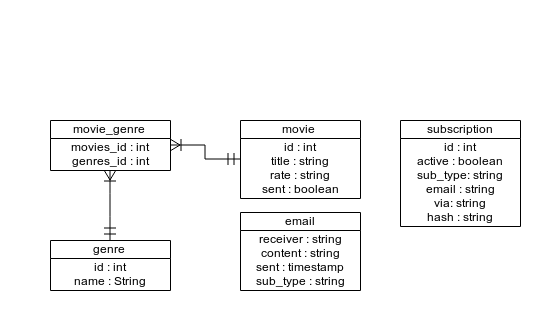 movie_genre
movies_id : int
genres_id : int
movie
id : int
title : string
rate : string
sent : boolean
subscription
id : int
active : boolean
sub_type: string
email : string
via: string
hash : string
email
receiver : string
content : string
sent : timestamp
sub_type : string
genre
id : int
name : String